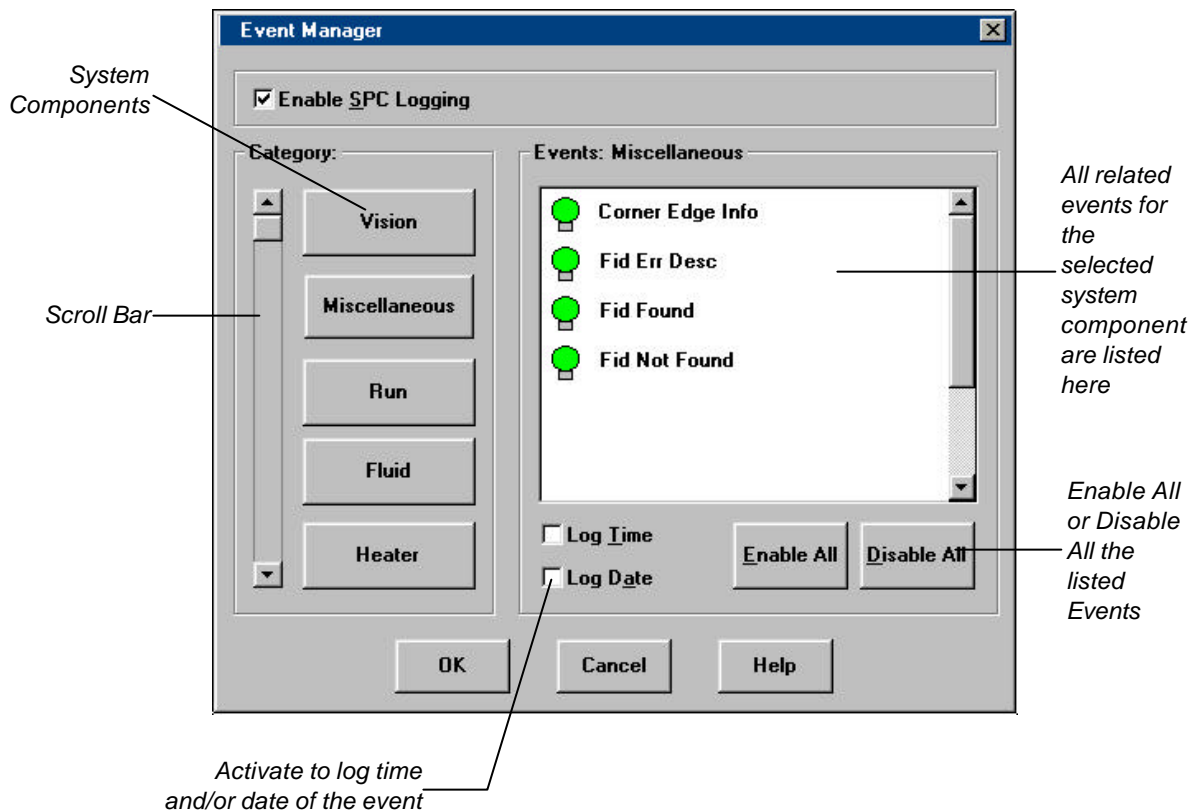 Event Manager
System
Components
Enable SPC Logging
Category:
Events: Miscellaneous
Vision
Miscellaneous
Run
Fluid
Heater
Scroll Bar
Corner Edge Info
Fid Err Desc
Fid Found
Fid Not Found
All related
events for
the
selected
system
component
are listed
here
Log Time
Log Date
Enable All
Disable All
Enable All
or Disable
All the
listed
Events
OK
Cancel
Help
Activate to log time
and/or date of the event